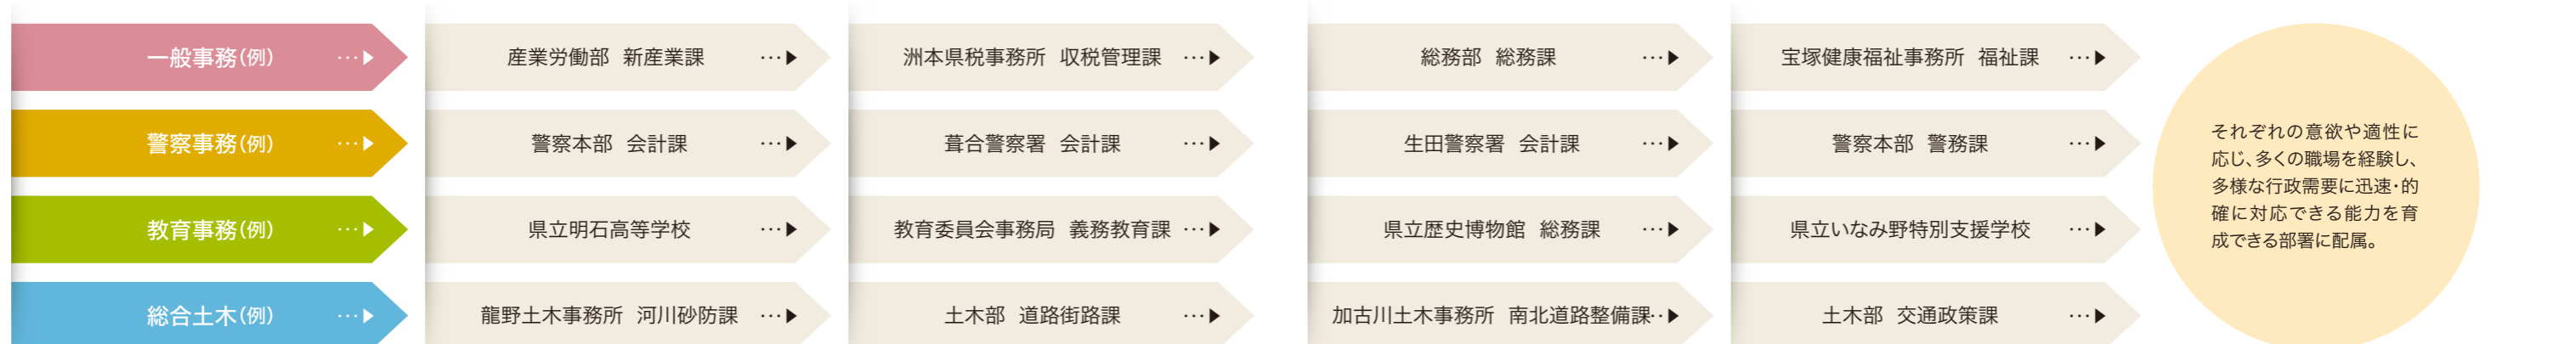 一般事務(例) …▶ 産業労働部 新産業課 …▶ 洲本県税事務所 収税管理課 …▶ 総務部 総務課 …▶ 宝塚健康福祉事務所 福祉課 …▶
警察事務(例) …▶ 警察本部 会計課 …▶ 葺合警察署 会計課 …▶ 生田警察署 会計課 …▶ 警察本部 警務課 …▶
教育事務(例) …▶ 県立明石高等学校 …▶ 教育委員会事務局 義務教育課 …▶ 県立歴史博物館 総務課 …▶ 県立いなみ野特別支援学校 …▶
総合土木(例) …▶ 龍野土木事務所 河川砂防課 …▶ 土木部 道路街路課 …▶ 加古川土木事務所 南北道路整備課‥▶ 土木部 交通政策課 …▶
それぞれの意欲や適性に
応じ、多くの職場を経験し、
多様な行政需要に迅速・的
確に対応できる能力を育
成できる部署に配属。